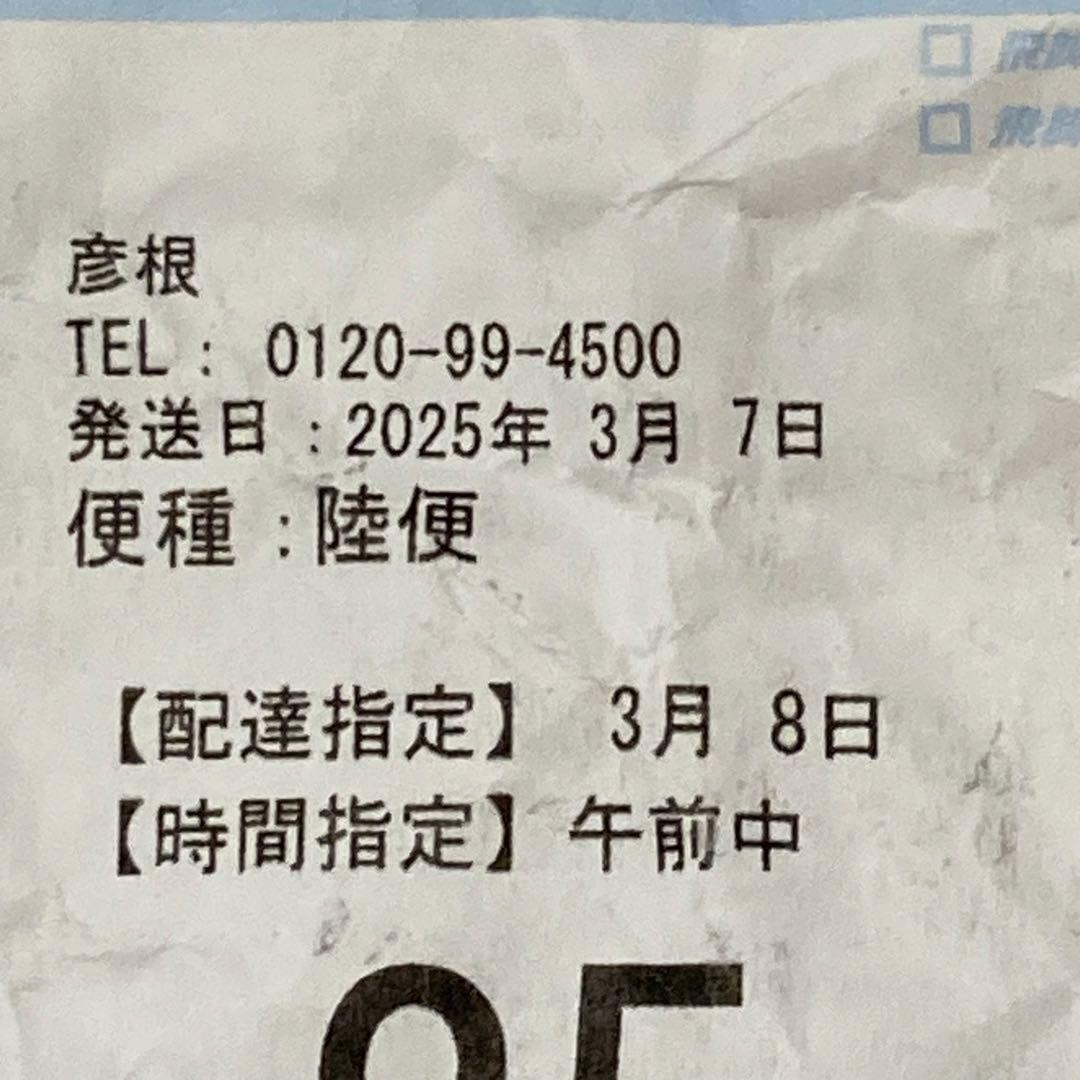 彦根
TEL： 0120-99-4500
発送日：2025年 3月 7日
便種：陸便
【配達指定】 3月 8日
【時間指定】午前中